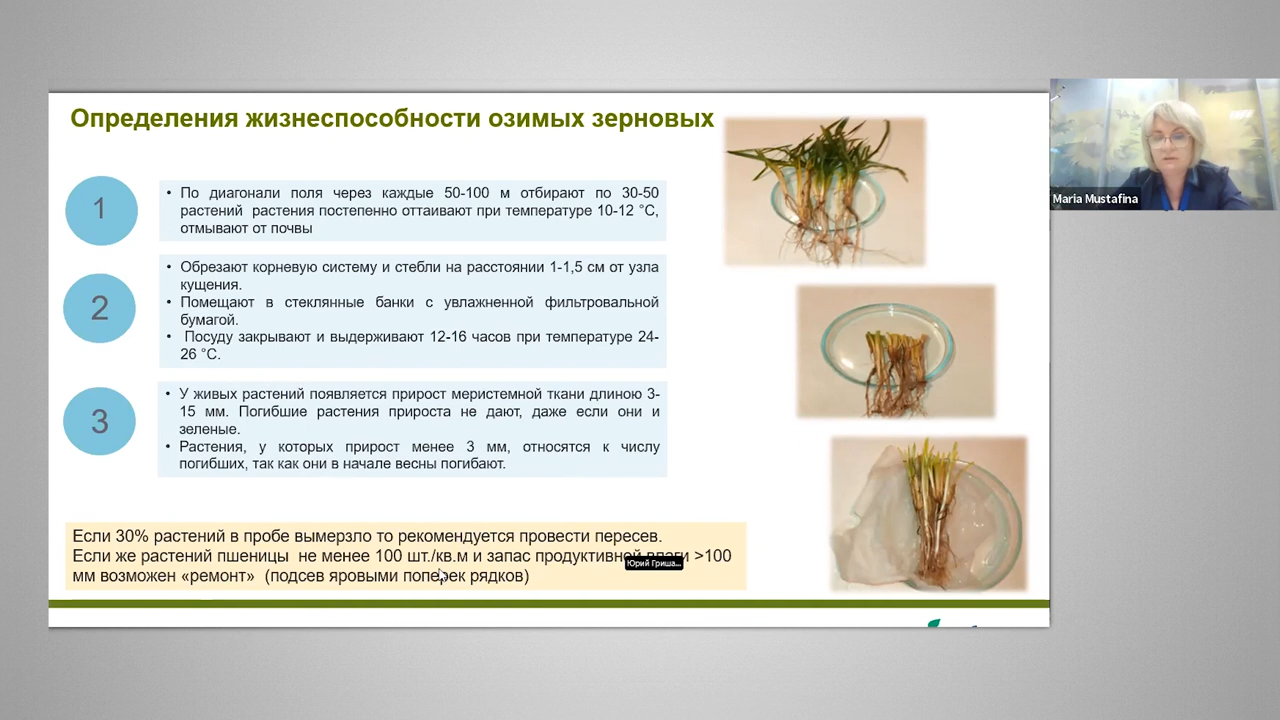 Определения жизнеспособности озимых зерновых
1
• По диагонали поля через каждые 50-100 м отбирают по 30-50
растений растения постепенно оттаивают при температуре 10-12 °С,
отмывают от почвы
2
• Обрезают корневую систему и стебли на расстоянии 1-1,5 см от узла
кущения.
• Помещают в стеклянные банки с увлажненной фильтровальной
бумагой.
• Посуду закрывают и выдерживают 12-16 часов при температуре 24-
26 °С.
3
• У живых растений появляется прирост меристемной ткани длиною 3-
15 мм. Погибшие растения прироста не дают, даже если они и
зеленые.
• Растения, у которых прирост менее 3 мм, относятся к числу
погибших, так как они в начале весны погибают.
Если 30% растений в пробе вымерзло то рекомендуется провести пересев.
Если же растений пшеницы не менее 100 шт./кв.м и запас продуктивной влаги >100
мм возможен «ремонт» (подсев яровыми поперек рядков)
Юрий Гриша...
Maria Mustafina